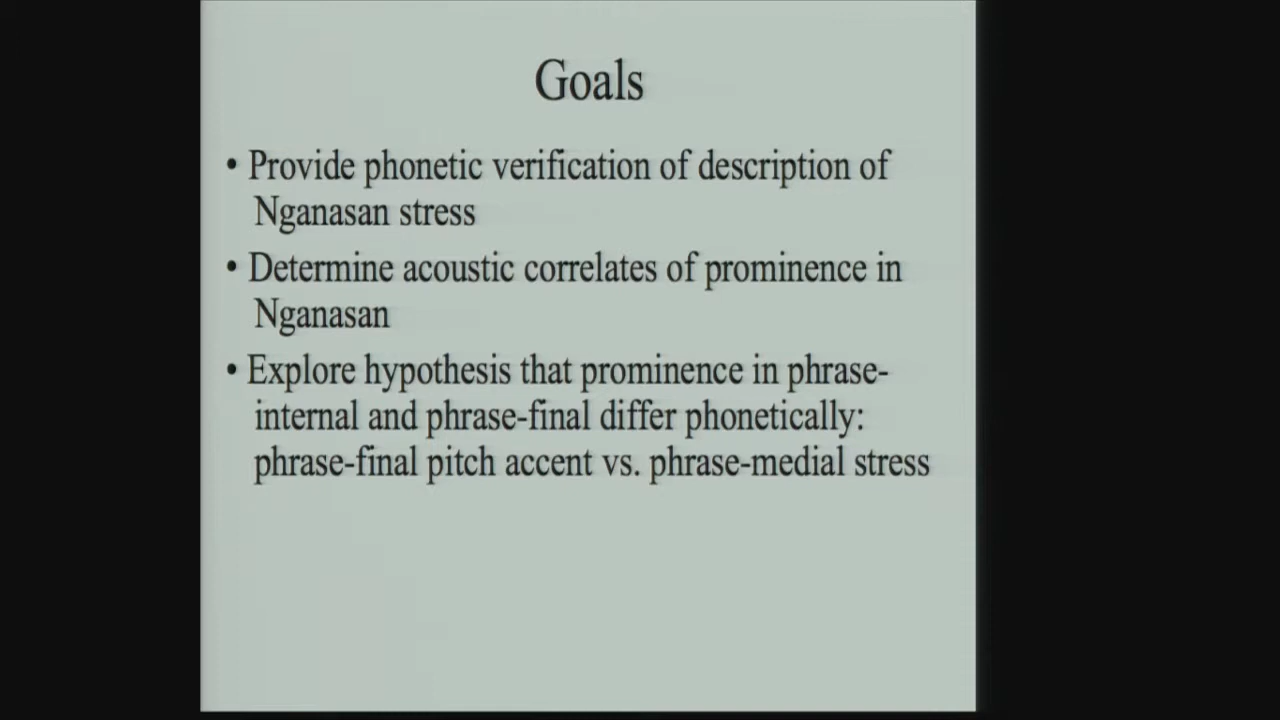 Goals
• Provide phonetic verification of description of
Nganasan stress
• Determine acoustic correlates of prominence in
Nganasan
• Explore hypothesis that prominence in phrase-
internal and phrase-final differ phonetically:
phrase-final pitch accent vs. phrase-medial stress